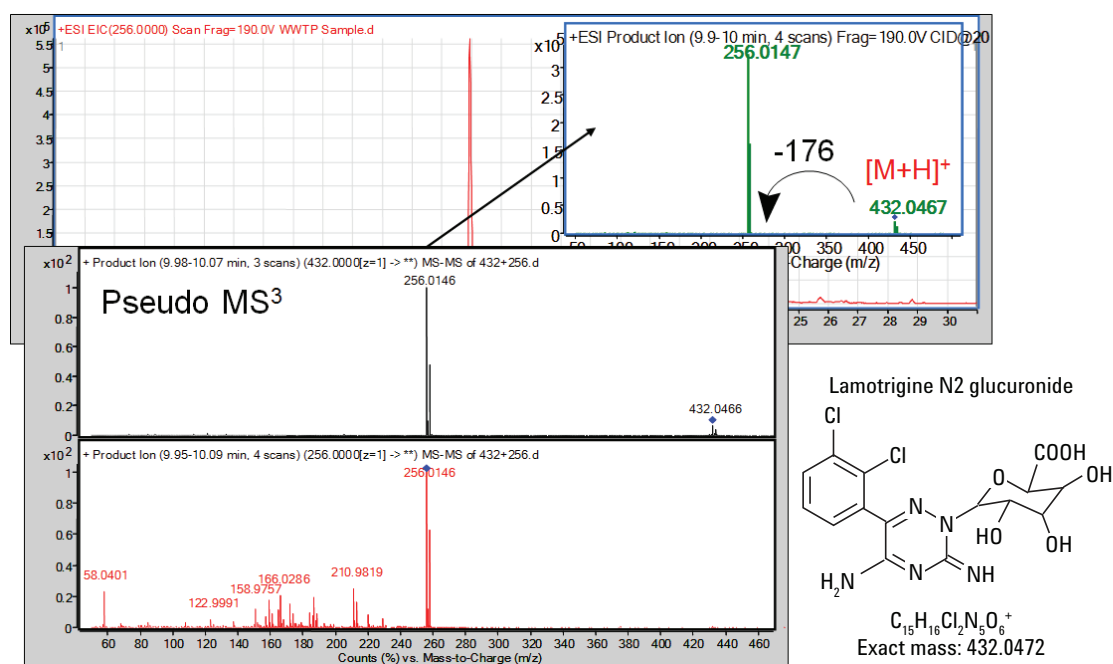 x10⁵
+ESI EIC(256.0000) Scan Frag=190.0V WWTP Sample.d
5.5
1
5
4.5
4
3.5
3
2.5
2
1.5
+ESI Product Ion (9.9-10 min, 4 scans) Frag=190.0V CID@20
256.0147
3
2.5
2
1.5
1
0.5
0
-176
[M+H]⁺
432.0467
50 100 150 200 250 300 350 400 450
-Charge (m/z)
25 26 27 28 29 30
x10²
+ Product Ion (9.98-10.07 min, 3 scans) (432.0000[z=1] -> **) MS-MS of 432+256.d
Pseudo MS³
256.0146
432.0466
1
0.8
0.6
0.4
0.2
0
x10²
+ Product Ion (9.95-10.09 min, 4 scans) (256.0000[z=1] -> **) MS-MS of 432+256.d
256.0146
58.0401
122.9991
158.9757
166.0286
210.9819
1
0.8
0.6
0.4
0.2
0
60 80 100 120 140 160 180 200 220 240 260 280 300 320 340 360 380 400 420 440 460
Counts (%) vs. Mass-to-Charge (m/z)
Lamotrigine N2 glucuronide
Cl
Cl
COOH
O
OH
N
N
HO
OH
H₂N
N
NH
C₁₅H₁₆Cl₂N₅O₆⁺
Exact mass: 432.0472